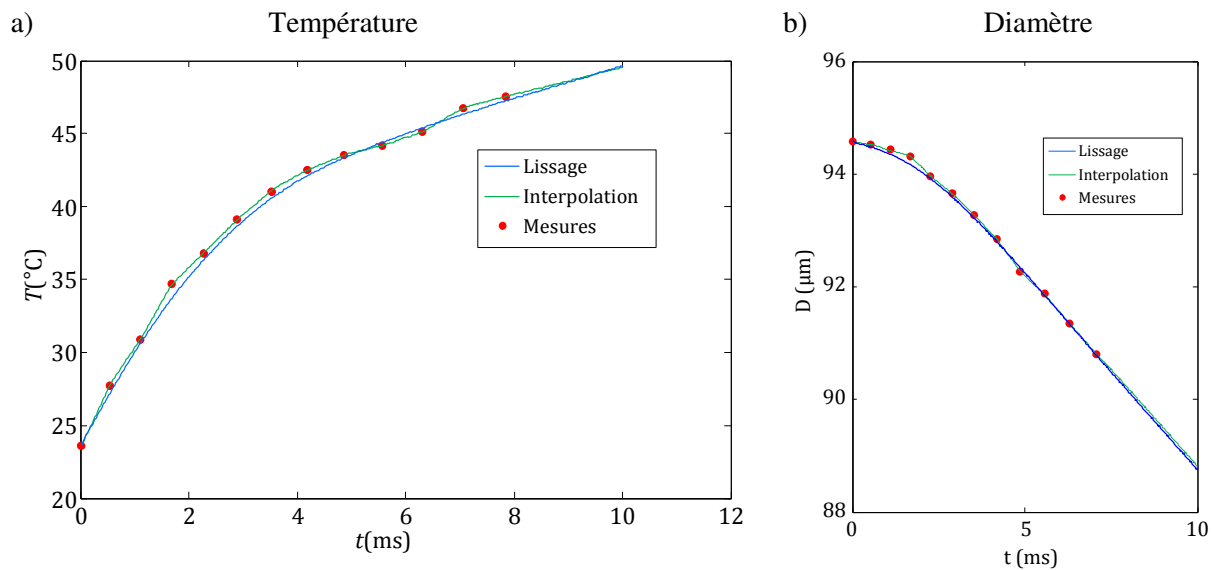 a) Température
50
45
40
35
30
25
20
0 2 4 6 8 10 12
T(°C)
t(ms)
Lissage
Interpolation
Mesures
b) Diamètre
96
94
92
90
88
0 5 10
D (µm)
t (ms)
Lissage
Interpolation
Mesures